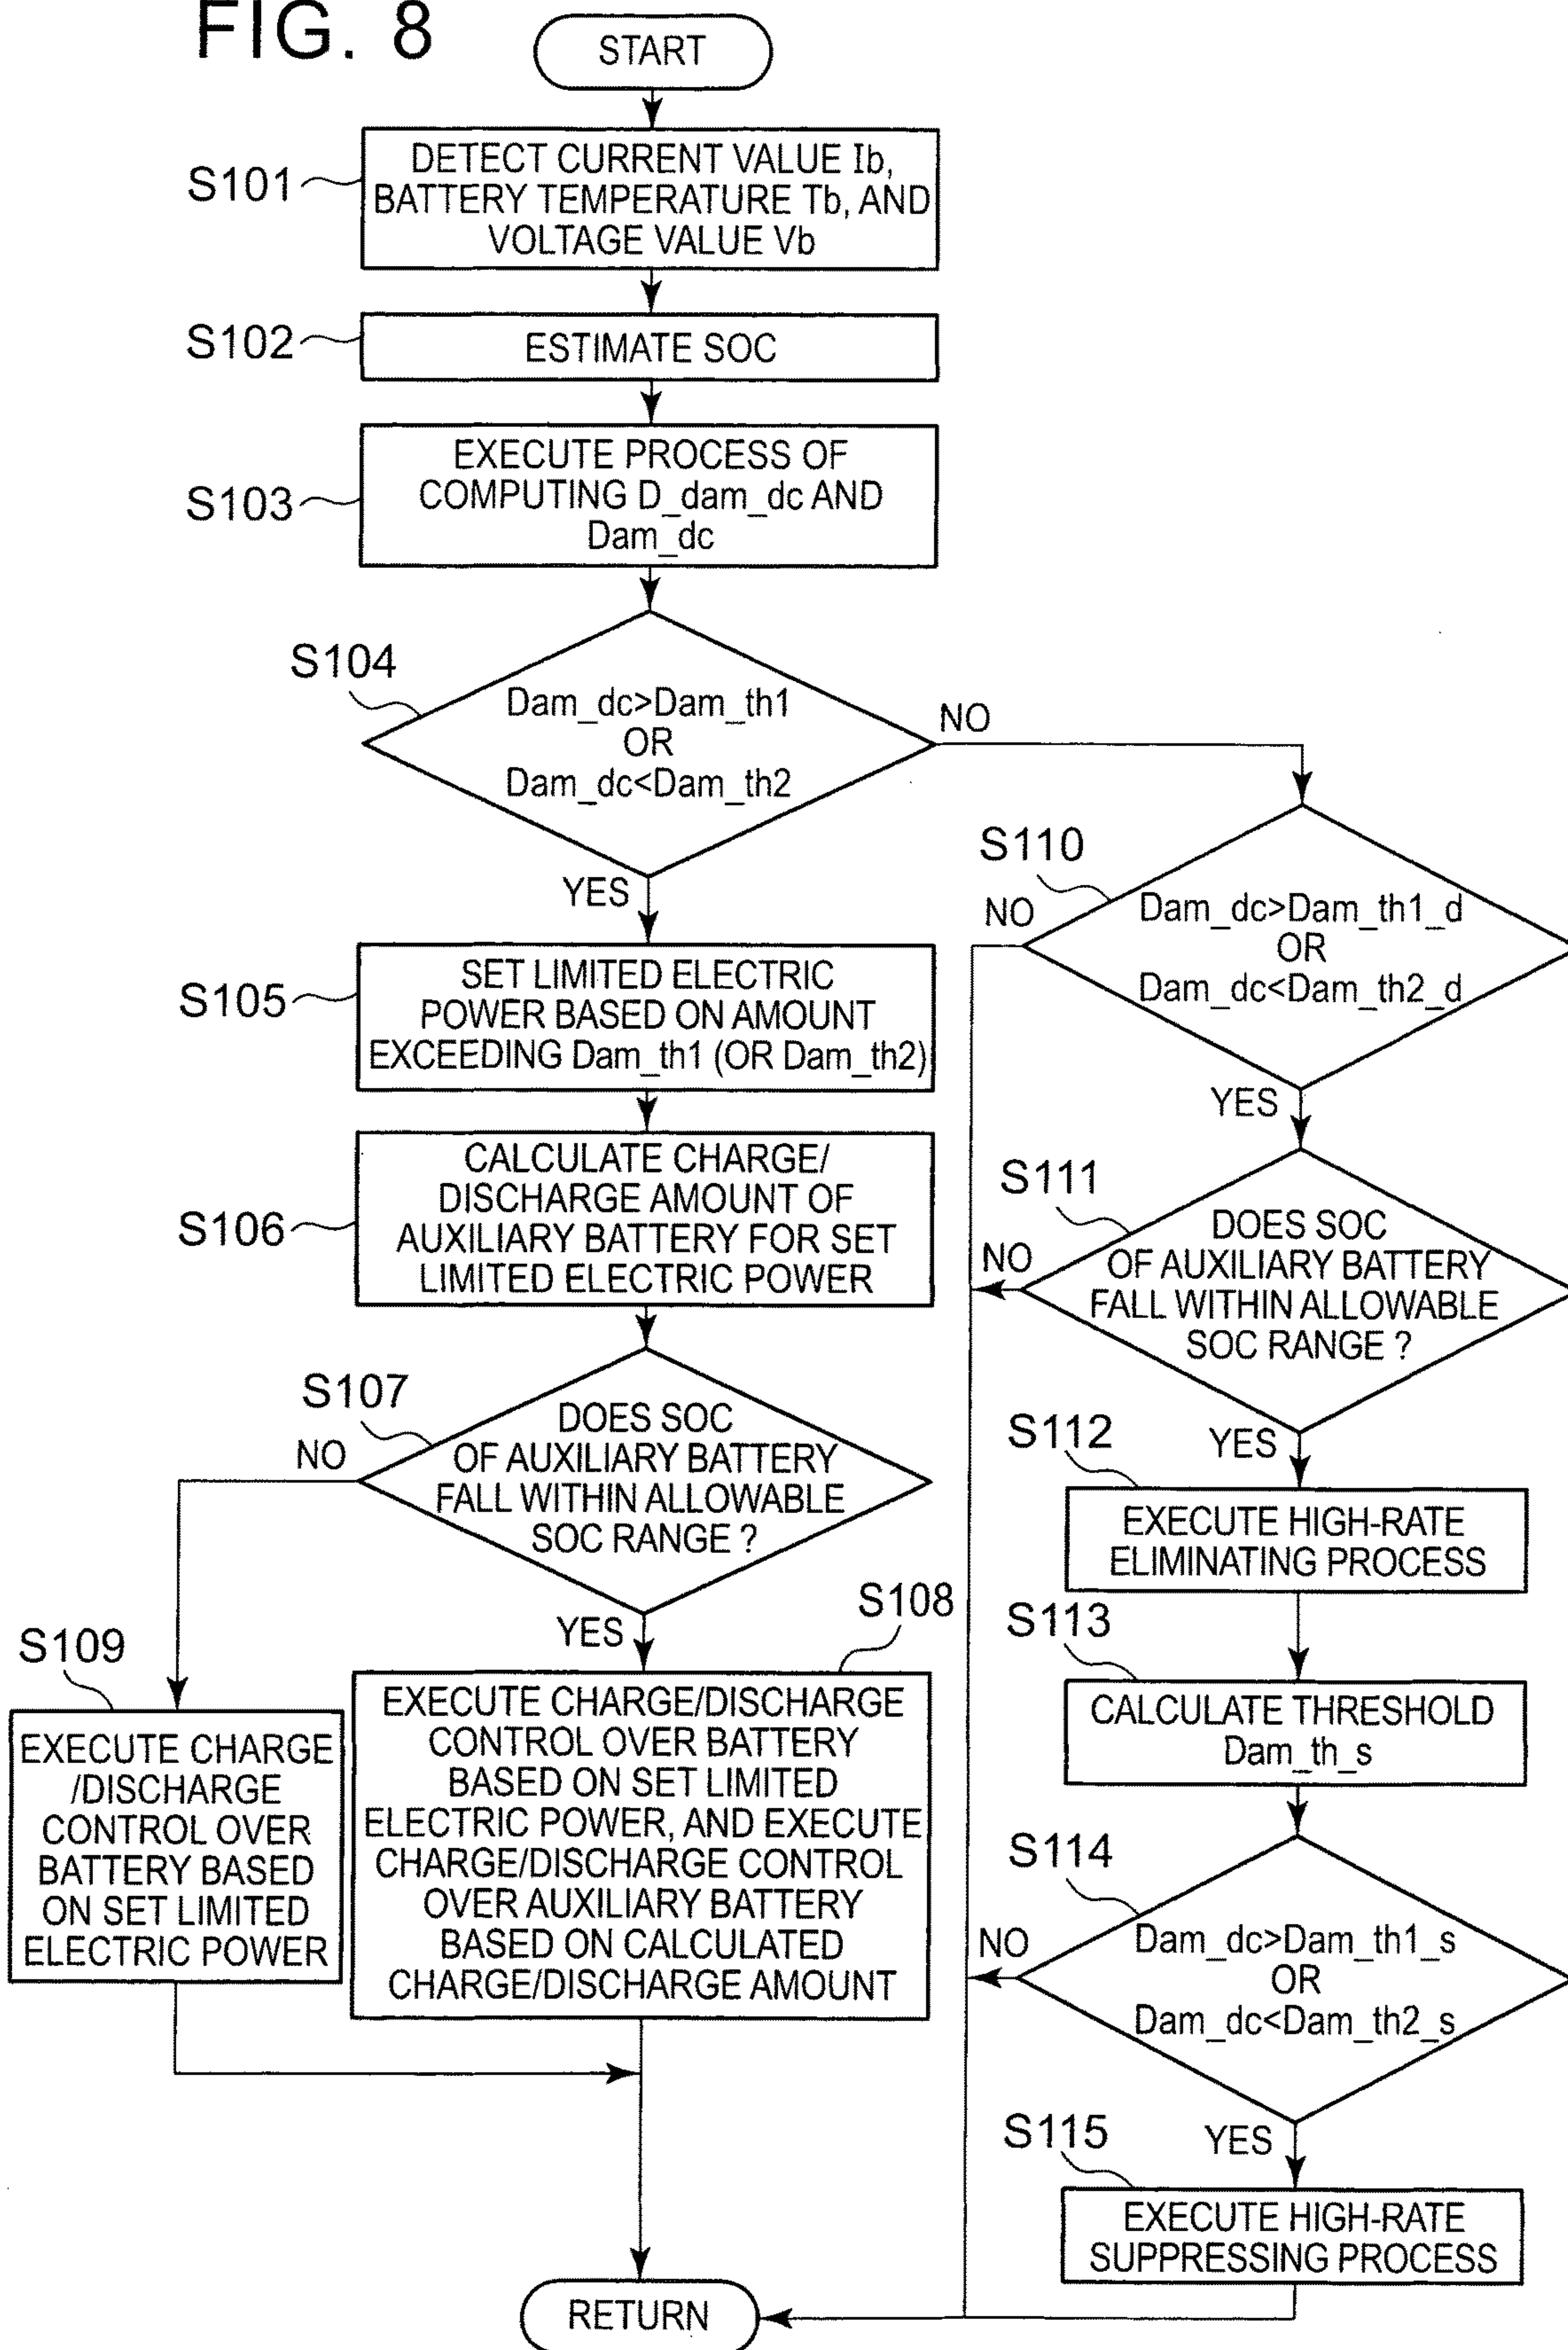 FIG. 8
START
S101
DETECT CURRENT VALUE Ib,
BATTERY TEMPERATURE Tb, AND
VOLTAGE VALUE Vb
S102
ESTIMATE SOC
S103
EXECUTE PROCESS OF
COMPUTING D_dam_dc AND
Dam_dc
S104
Dam_dc>Dam_th1
OR
Dam_dc<Dam_th2
NO
YES
S105
SET LIMITED ELECTRIC
POWER BASED ON AMOUNT
EXCEEDING Dam_th1 (OR Dam_th2)
S106
CALCULATE CHARGE/
DISCHARGE AMOUNT OF
AUXILIARY BATTERY FOR SET
LIMITED ELECTRIC POWER
S107
DOES SOC
OF AUXILIARY BATTERY
FALL WITHIN ALLOWABLE
SOC RANGE ?
NO
YES
S108
EXECUTE CHARGE/DISCHARGE
CONTROL OVER BATTERY
BASED ON SET LIMITED
ELECTRIC POWER, AND EXECUTE
CHARGE/DISCHARGE CONTROL
OVER AUXILIARY BATTERY
BASED ON CALCULATED
CHARGE/DISCHARGE AMOUNT
S109
EXECUTE CHARGE
/DISCHARGE
CONTROL OVER
BATTERY BASED
ON SET LIMITED
ELECTRIC POWER
S110
Dam_dc>Dam_th1_d
OR
Dam_dc<Dam_th2_d
NO
YES
S111
DOES SOC
OF AUXILIARY BATTERY
FALL WITHIN ALLOWABLE
SOC RANGE ?
NO
YES
S112
EXECUTE HIGH-RATE
ELIMINATING PROCESS
S113
CALCULATE THRESHOLD
Dam_th_s
S114
Dam_dc>Dam_th1_s
OR
Dam_dc<Dam_th2_s
NO
YES
S115
EXECUTE HIGH-RATE
SUPPRESSING PROCESS
RETURN